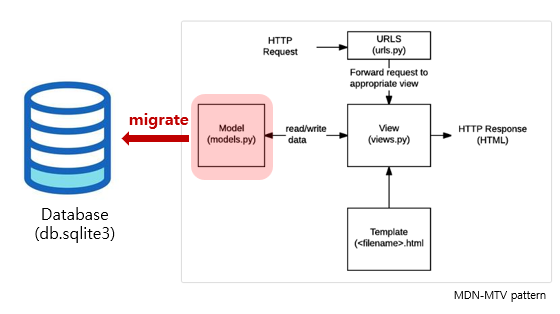 HTTP
Request
URLS
(urls.py)
Forward request to
appropriate view
migrate
Model
(models.py)
read/write
data
View
(views.py)
HTTP Response
(HTML)
Database
(db.sqlite3)
Template
(<filename>.html
MDN-MTV pattern